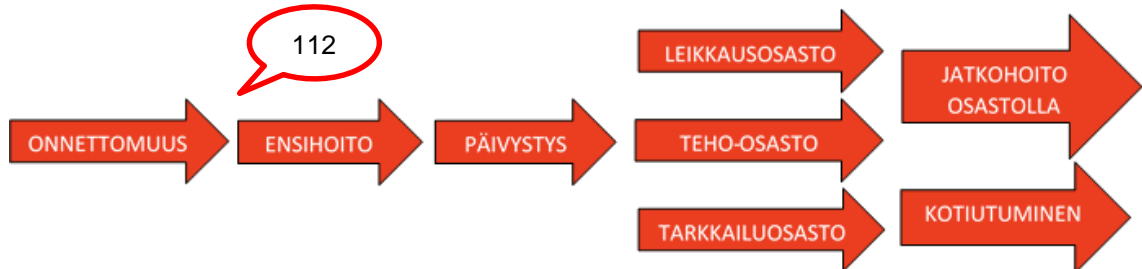 112
ONNETTOMUUS
ENSIHOITO
PÄIVYSTYS
LEIKKAUSOSASTO
TEHO-OSASTO
TARKKAILUOSASTO
JATKOHOITO
OSASTOLLA
KOTIUTUMINEN